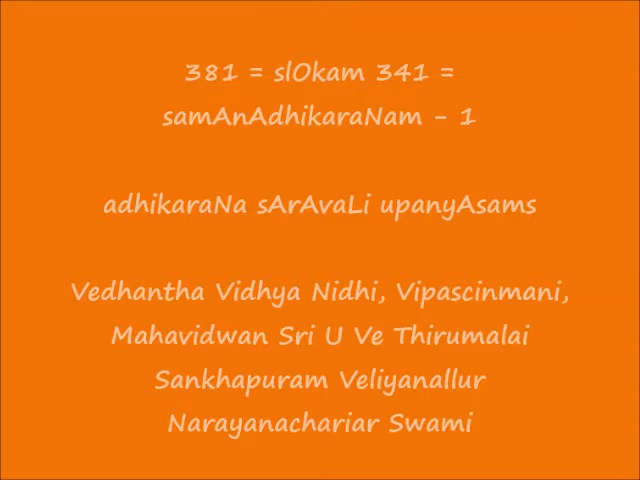 381 = slOkam 341 =
samAnAdhikaraNam - 1
adhikaraNa sArAvaLi upanyAsams
Vedhantha Vidhya Nidhi, Vipascinmani,
Mahavidwan Sri U Ve Thirumalai
Sankhapuram Veliyanallur
Narayanachariar Swami